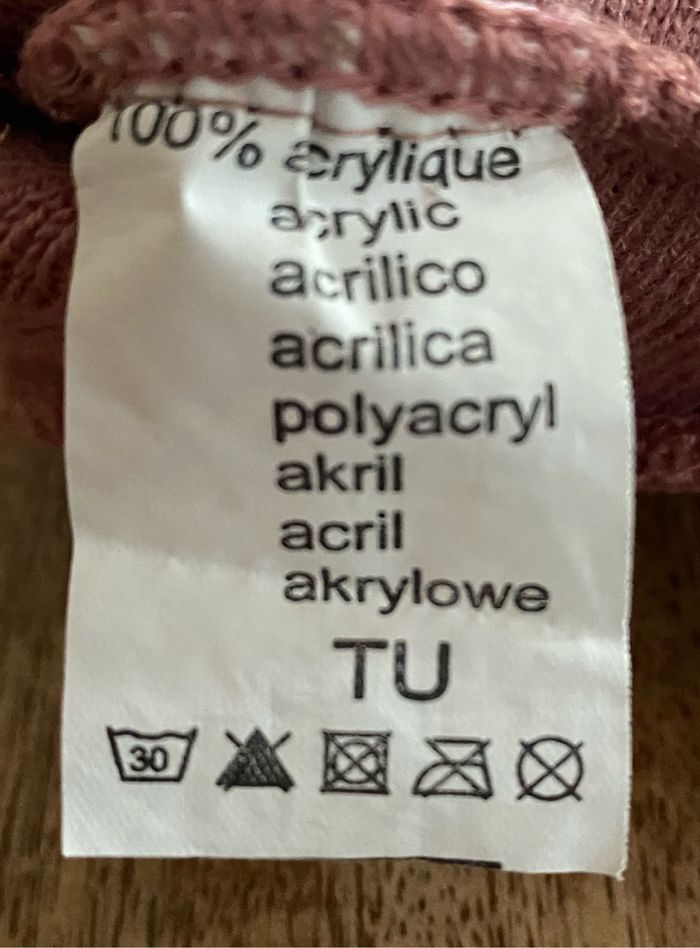 100% acrylique
acrylic
acrilico
acrilica
polyacryl
akril
acril
akrylowe
TU
30